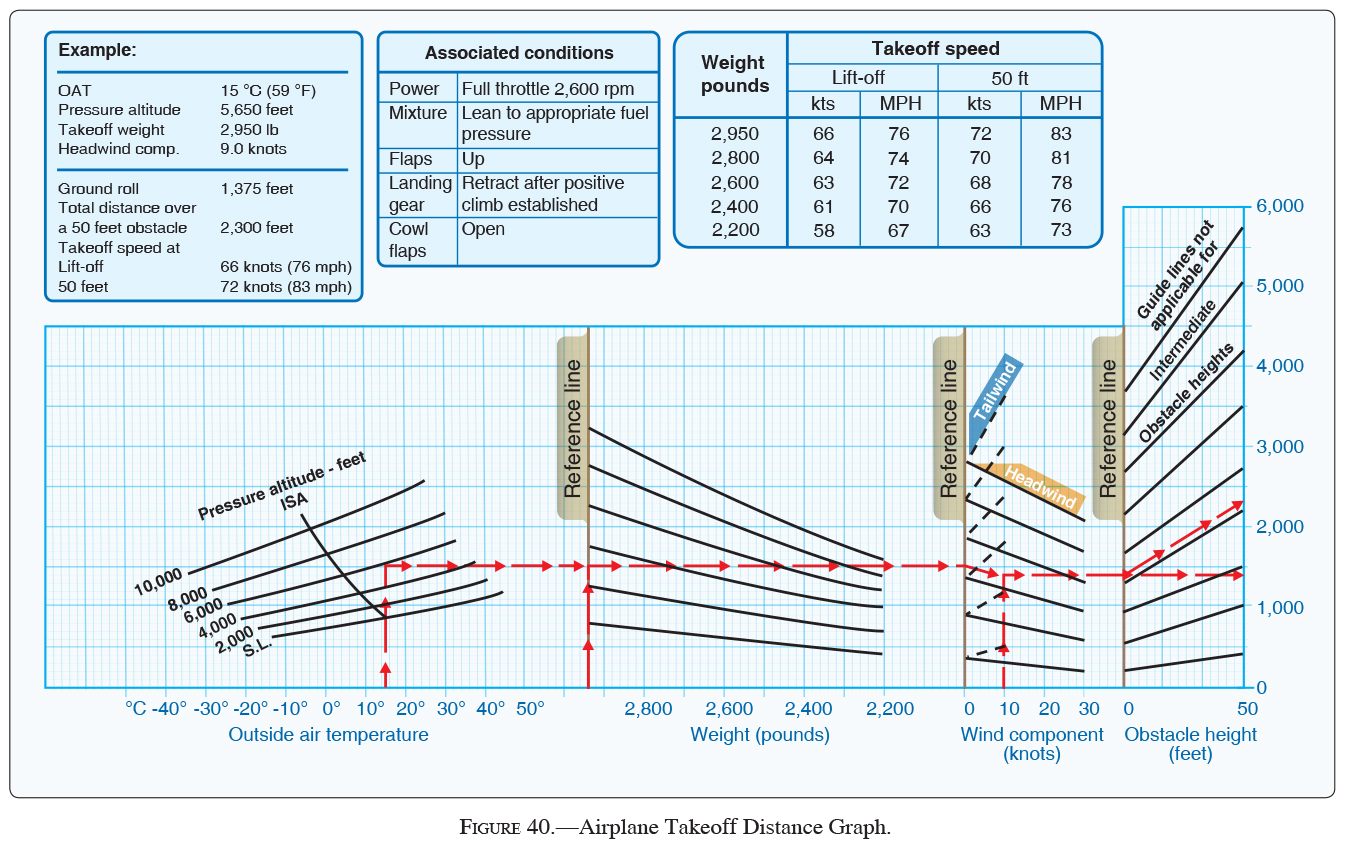 Example:
OAT 15 °C (59 °F)
Pressure altitude 5,650 feet
Takeoff weight 2,950 lb
Headwind comp. 9.0 knots
Ground roll 1,375 feet
Total distance over
a 50 feet obstacle 2,300 feet
Takeoff speed at
Lift-off 66 knots (76 mph)
50 feet 72 knots (83 mph)
Associated conditions
Power Full throttle 2,600 rpm
Mixture Lean to appropriate fuel
pressure
Flaps Up
Landing Retract after positive
gear climb established
Cowl Open
flaps
Weight
pounds
Takeoff speed
Lift-off 50 ft
kts MPH kts MPH
2,950 66 76 72 83
2,800 64 74 70 81
2,600 63 72 68 78
2,400 61 70 66 76
2,200 58 67 63 73
Pressure altitude - feet
ISA
10,000
8,000
6,000
4,000
2,000
S.L.
Reference line
Reference line
Tailwind
Headwind
Reference line
Guide lines not
applicable for
Intermediate
Obstacle heights
6,000
5,000
4,000
3,000
2,000
1,000
0
°C -40° -30° -20° -10° 0° 10° 20° 30° 40° 50°
Outside air temperature
2,800 2,600 2,400 2,200
Weight (pounds)
0 10 20 30
Wind component
(knots)
0 50
Obstacle height
(feet)
FIGURE 40.—Airplane Takeoff Distance Graph.